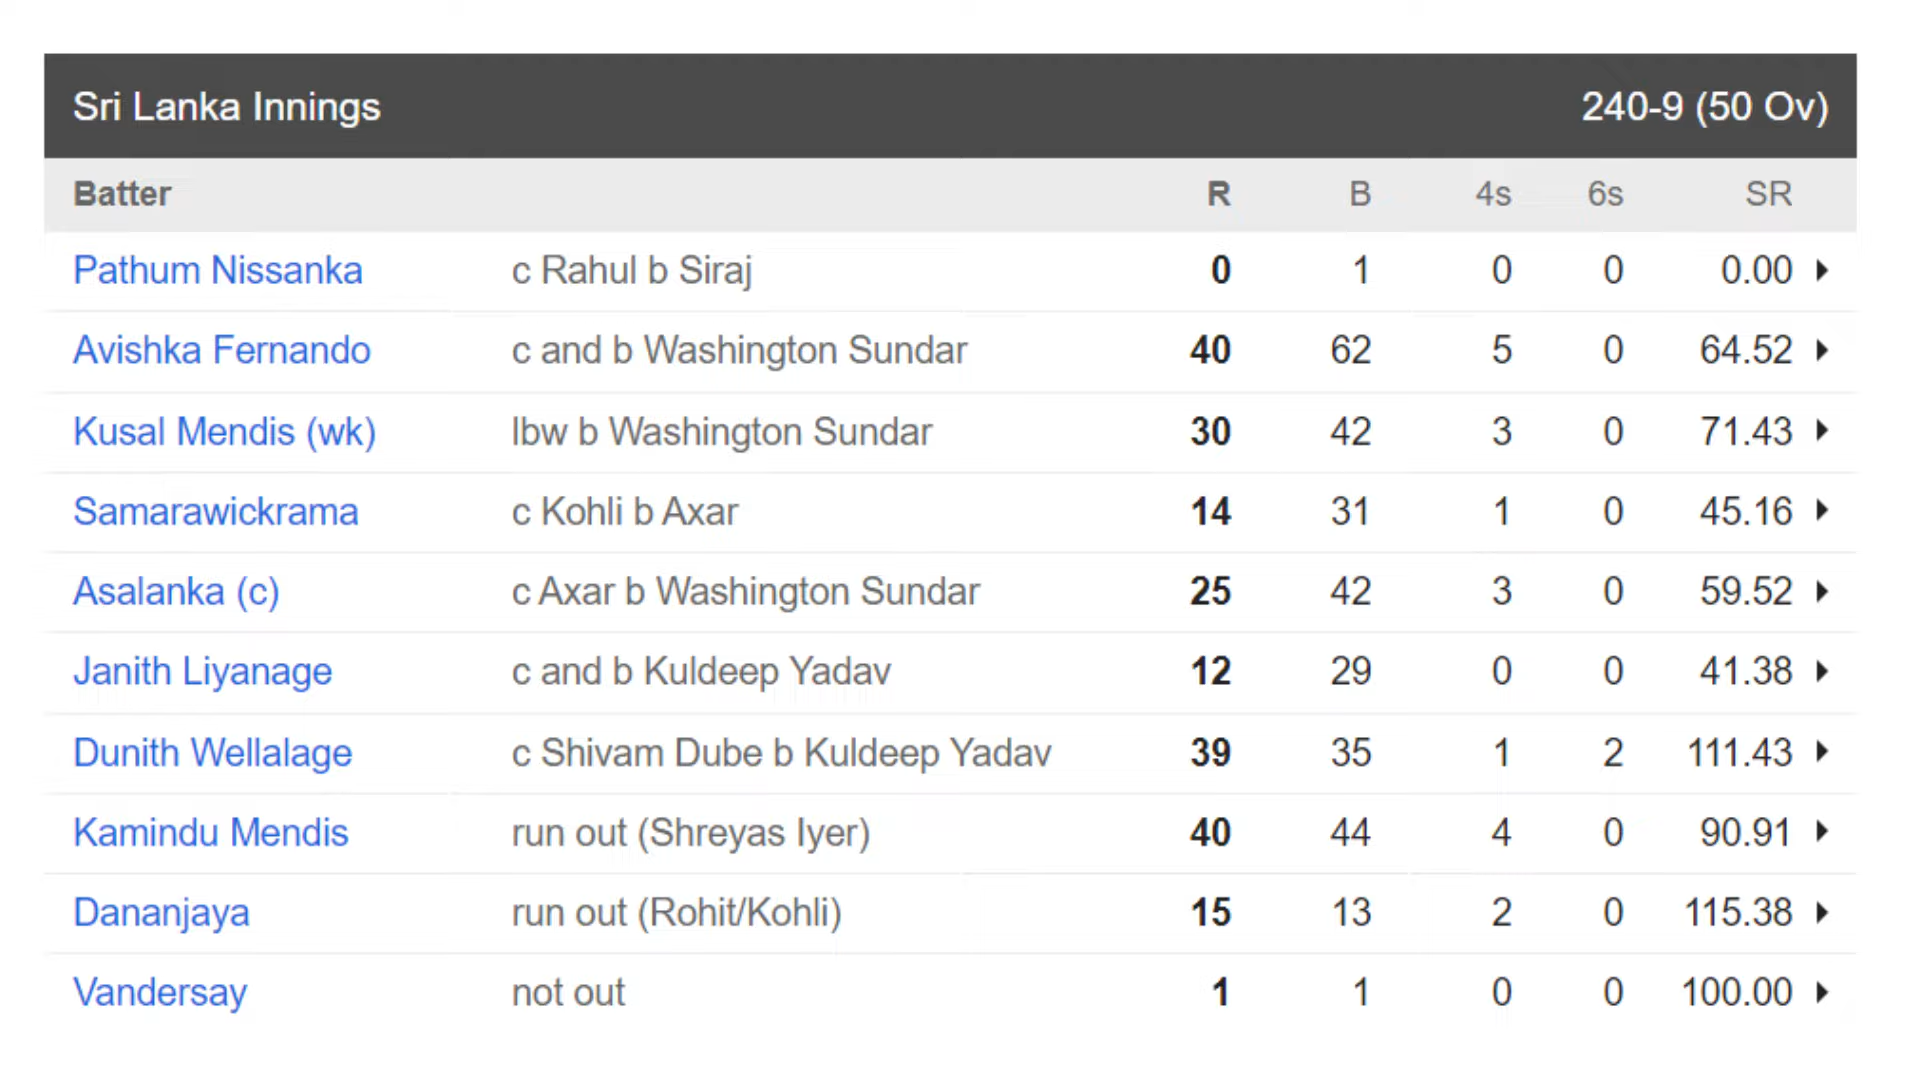 Sri Lanka Innings 240-9 (50 Ov)
Batter R B 4s 6s SR
Pathum Nissanka c Rahul b Siraj 0 1 0 0 0.00
Avishka Fernando c and b Washington Sundar 40 62 5 0 64.52
Kusal Mendis (wk) lbw b Washington Sundar 30 42 3 0 71.43
Samarawickrama c Kohli b Axar 14 31 1 0 45.16
Asalanka (c) c Axar b Washington Sundar 25 42 3 0 59.52
Janith Liyanage c and b Kuldeep Yadav 12 29 0 0 41.38
Dunith Wellalage c Shivam Dube b Kuldeep Yadav 39 35 1 2 111.43
Kamindu Mendis run out (Shreyas Iyer) 40 44 4 0 90.91
Dananjaya run out (Rohit/Kohli) 15 13 2 0 115.38
Vandersay not out 1 1 0 0 100.00